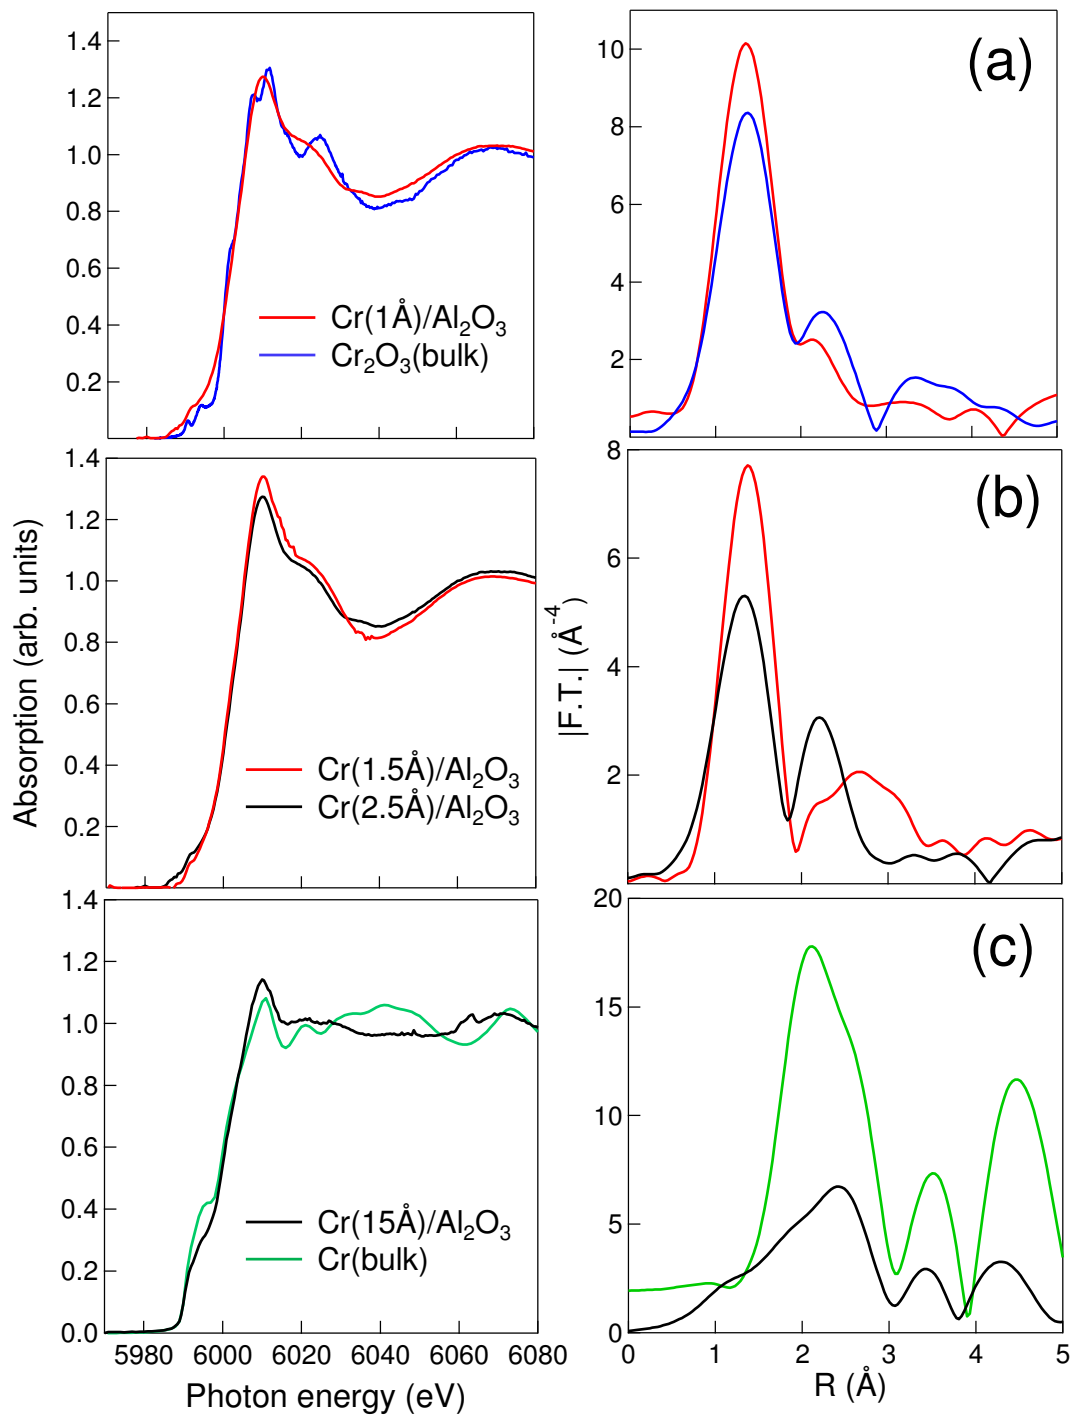 1.4
1.2
1.0
0.8
0.6
0.4
0.2
Cr(1Å)/Al₂O₃
Cr₂O₃(bulk)
10
8
6
4
2
(a)
Absorption (arb. units)
1.4
1.2
1.0
0.8
0.6
0.4
0.2
Cr(1.5Å)/Al₂O₃
Cr(2.5Å)/Al₂O₃
|F.T.| (Å⁻⁴)
8
6
4
2
(b)
1.4
1.2
1.0
0.8
0.6
0.4
0.2
0.0
Cr(15Å)/Al₂O₃
Cr(bulk)
5980 6000 6020 6040 6060 6080
Photon energy (eV)
20
15
10
5
0
(c)
0 1 2 3 4 5
R (Å)